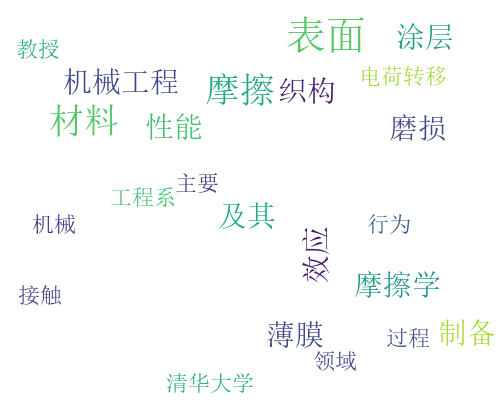 表面
涂层
教授
电荷转移
机械工程
摩擦
织构
材料
性能
磨损
主要
工程系
及其
机械
行为
效应
接触
摩擦学
薄膜
过程
制备
领域
清华大学